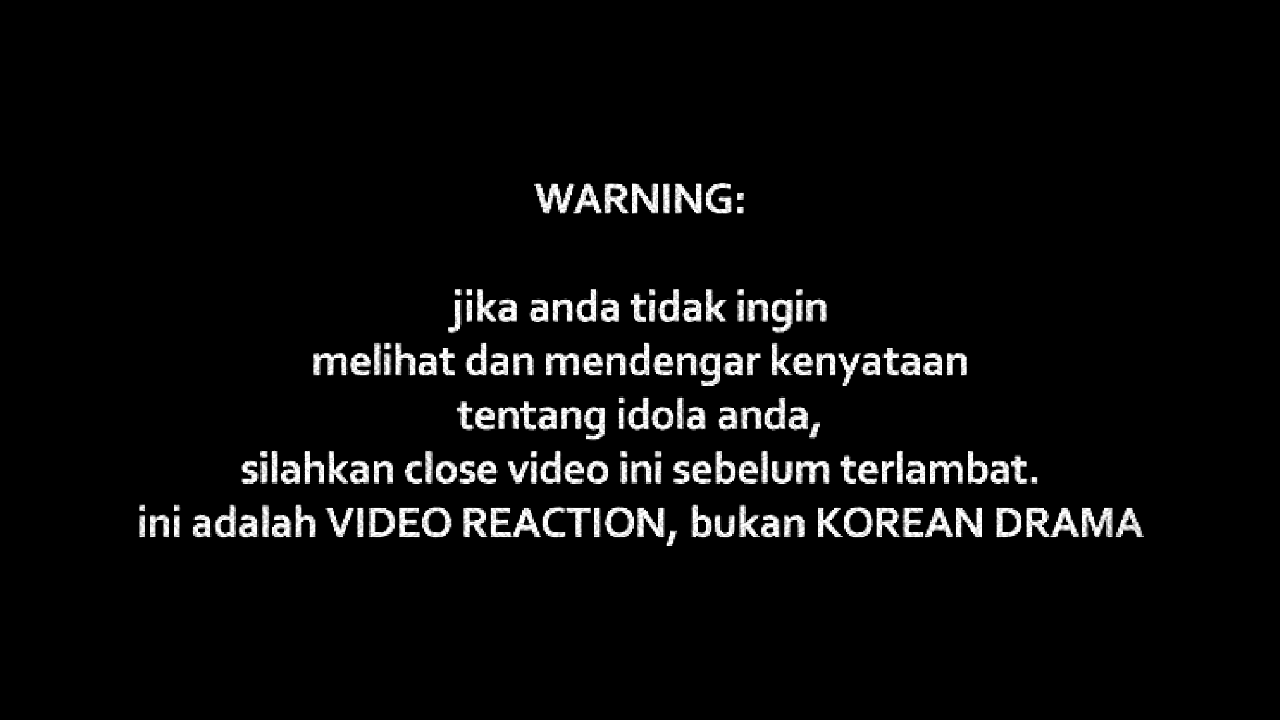 WARNING:
jika anda tidak ingin
melihat dan mendengar kenyataan
tentang idola anda,
silahkan close video ini sebelum terlambat.
ini adalah VIDEO REACTION, bukan KOREAN DRAMA